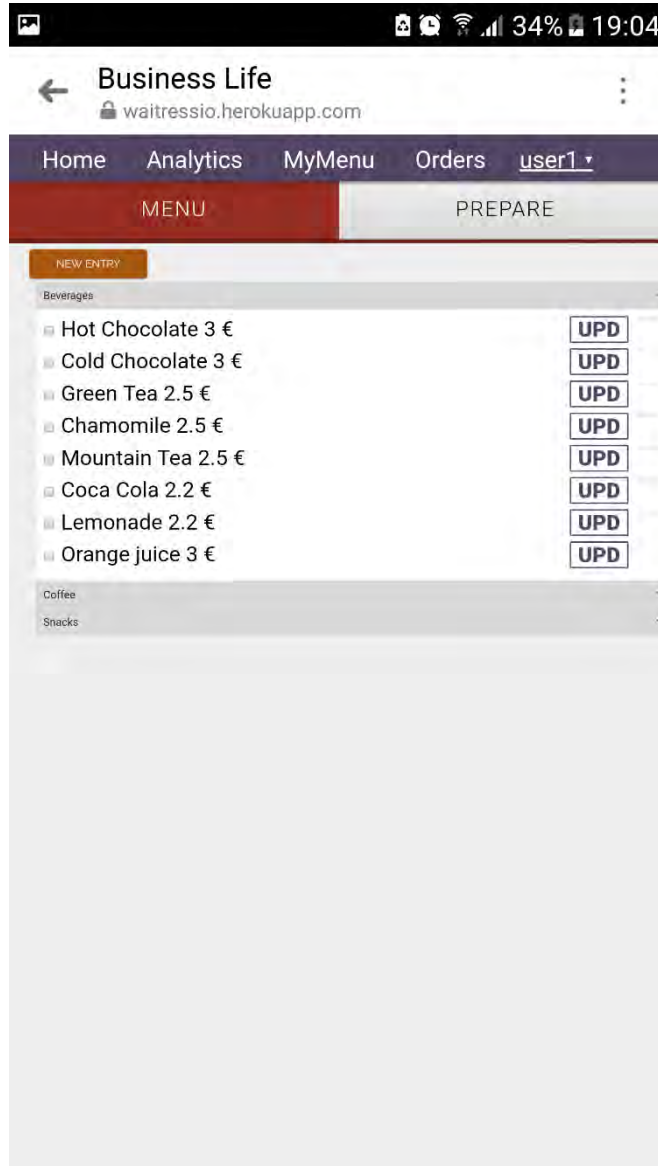 34% 19:04
Business Life
waitressio.herokuapp.com
Home Analytics MyMenu Orders user1
MENU PREPARE
NEW ENTRY
Beverages
Hot Chocolate 3 € UPD
Cold Chocolate 3 € UPD
Green Tea 2.5 € UPD
Chamomile 2.5 € UPD
Mountain Tea 2.5 € UPD
Coca Cola 2.2 € UPD
Lemonade 2.2 € UPD
Orange juice 3 € UPD
Coffee
Snacks